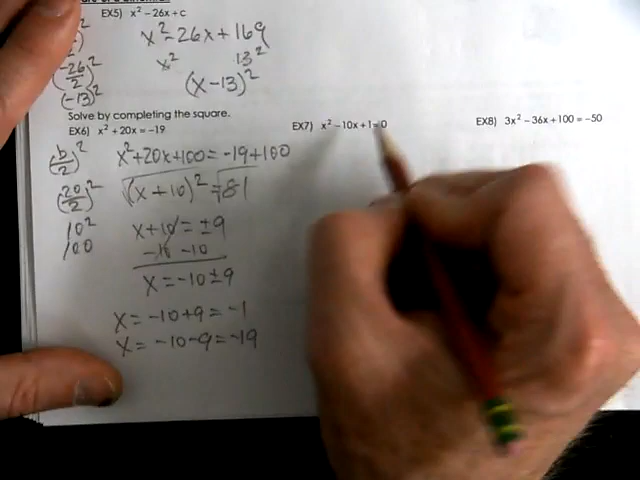 EX5) x² − 26x + c
x² - 26x + 169
x² 13²
(-26/2)²
(x - 13)²
(-13)²
Solve by completing the square.
EX6) x² + 20x = −19
EX7) x² − 10x + 1 = 0
EX8) 3x² − 36x + 100 = −50
(b/2)²
x² + 20x + 100 = -19 + 100
(20/2)²
√(x + 10)² = √81
10²
x + 10 = ±9
100
-10 -10
x = -10 ± 9
x = -10 + 9 = -1
x = -10 - 9 = -19